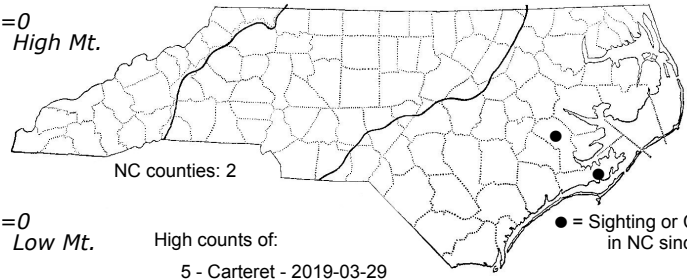 =0
High Mt.
NC counties: 2
=0
Low Mt.
High counts of:
5 - Carteret - 2019-03-29
● = Sighting or
in NC